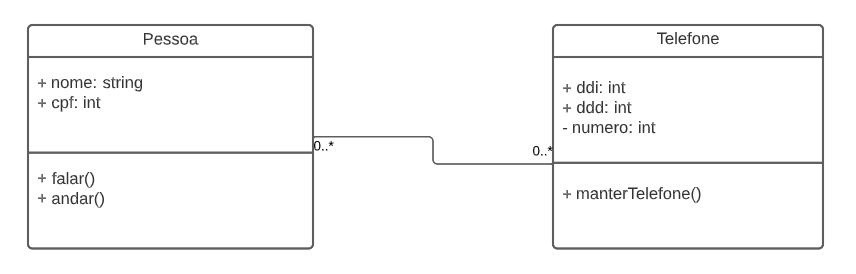 Pessoa
+ nome: string
+ cpf: int
+ falar()
+ andar()
0..*
0..*
Telefone
+ ddi: int
+ ddd: int
- numero: int
+ manterTelefone()